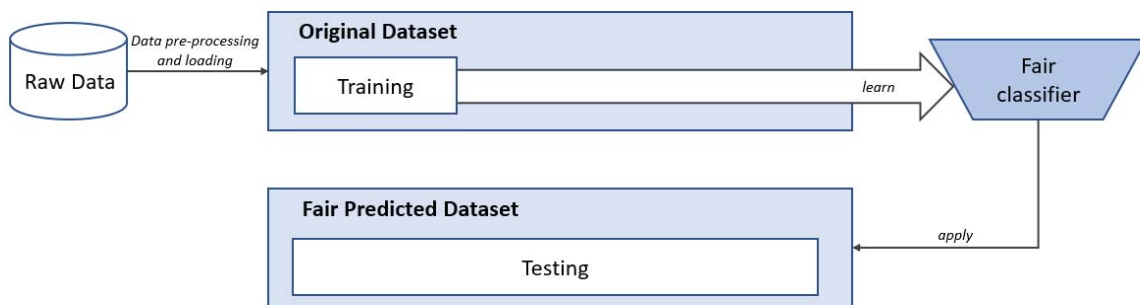 Raw Data
Data pre-processing
and loading
Original Dataset
Training
learn
Fair
classifier
Fair Predicted Dataset
Testing
apply